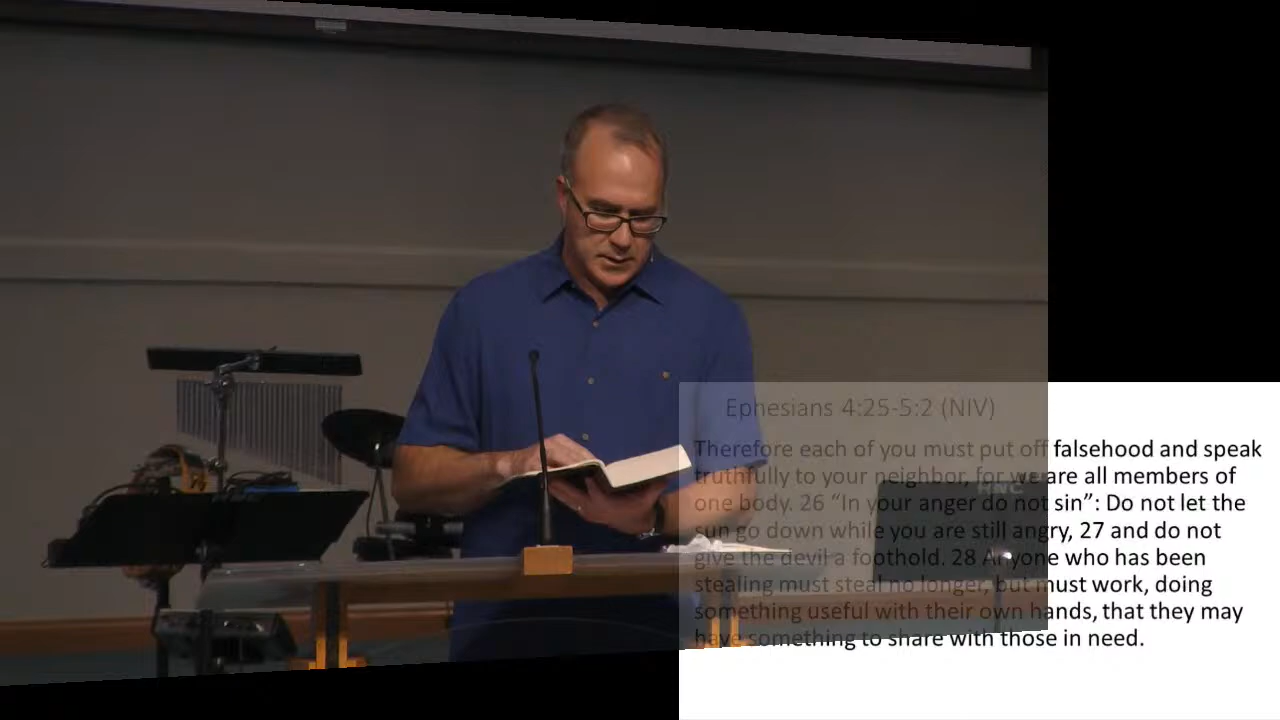 Ephesians 4:25-5:2 (NIV)
Therefore each of you must put off falsehood and speak
truthfully to your neighbor, for we are all members of
one body. 26 “In your anger do not sin”: Do not let the
sun go down while you are still angry, 27 and do not
give the devil a foothold. 28 Anyone who has been
stealing must steal no longer, but must work, doing
something useful with their own hands, that they may
have something to share with those in need.